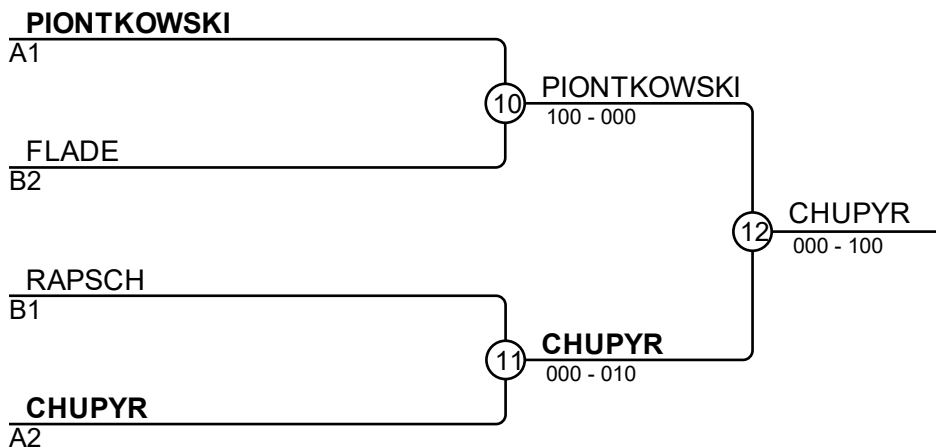 PIONTKOWSKI
A1
10
PIONTKOWSKI
100 - 000
FLADE
B2
12
CHUPYR
000 - 100
RAPSCH
B1
11
CHUPYR
000 - 010
CHUPYR
A2